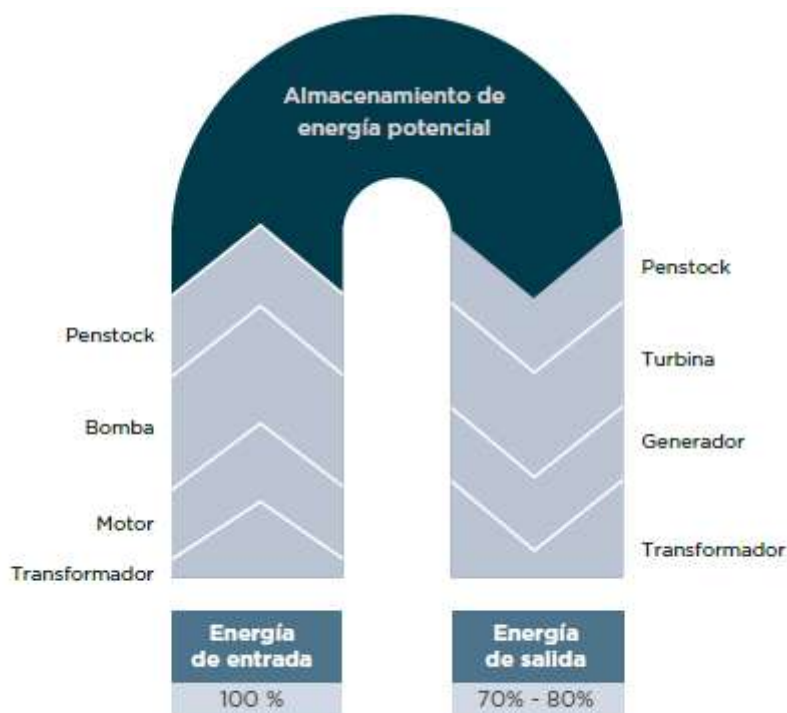 Almacenamiento de
energía potencial
Penstock
Bomba
Motor
Transformador
Penstock
Turbina
Generador
Transformador
Energía
de entrada
100 %
Energía
de salida
70% - 80%